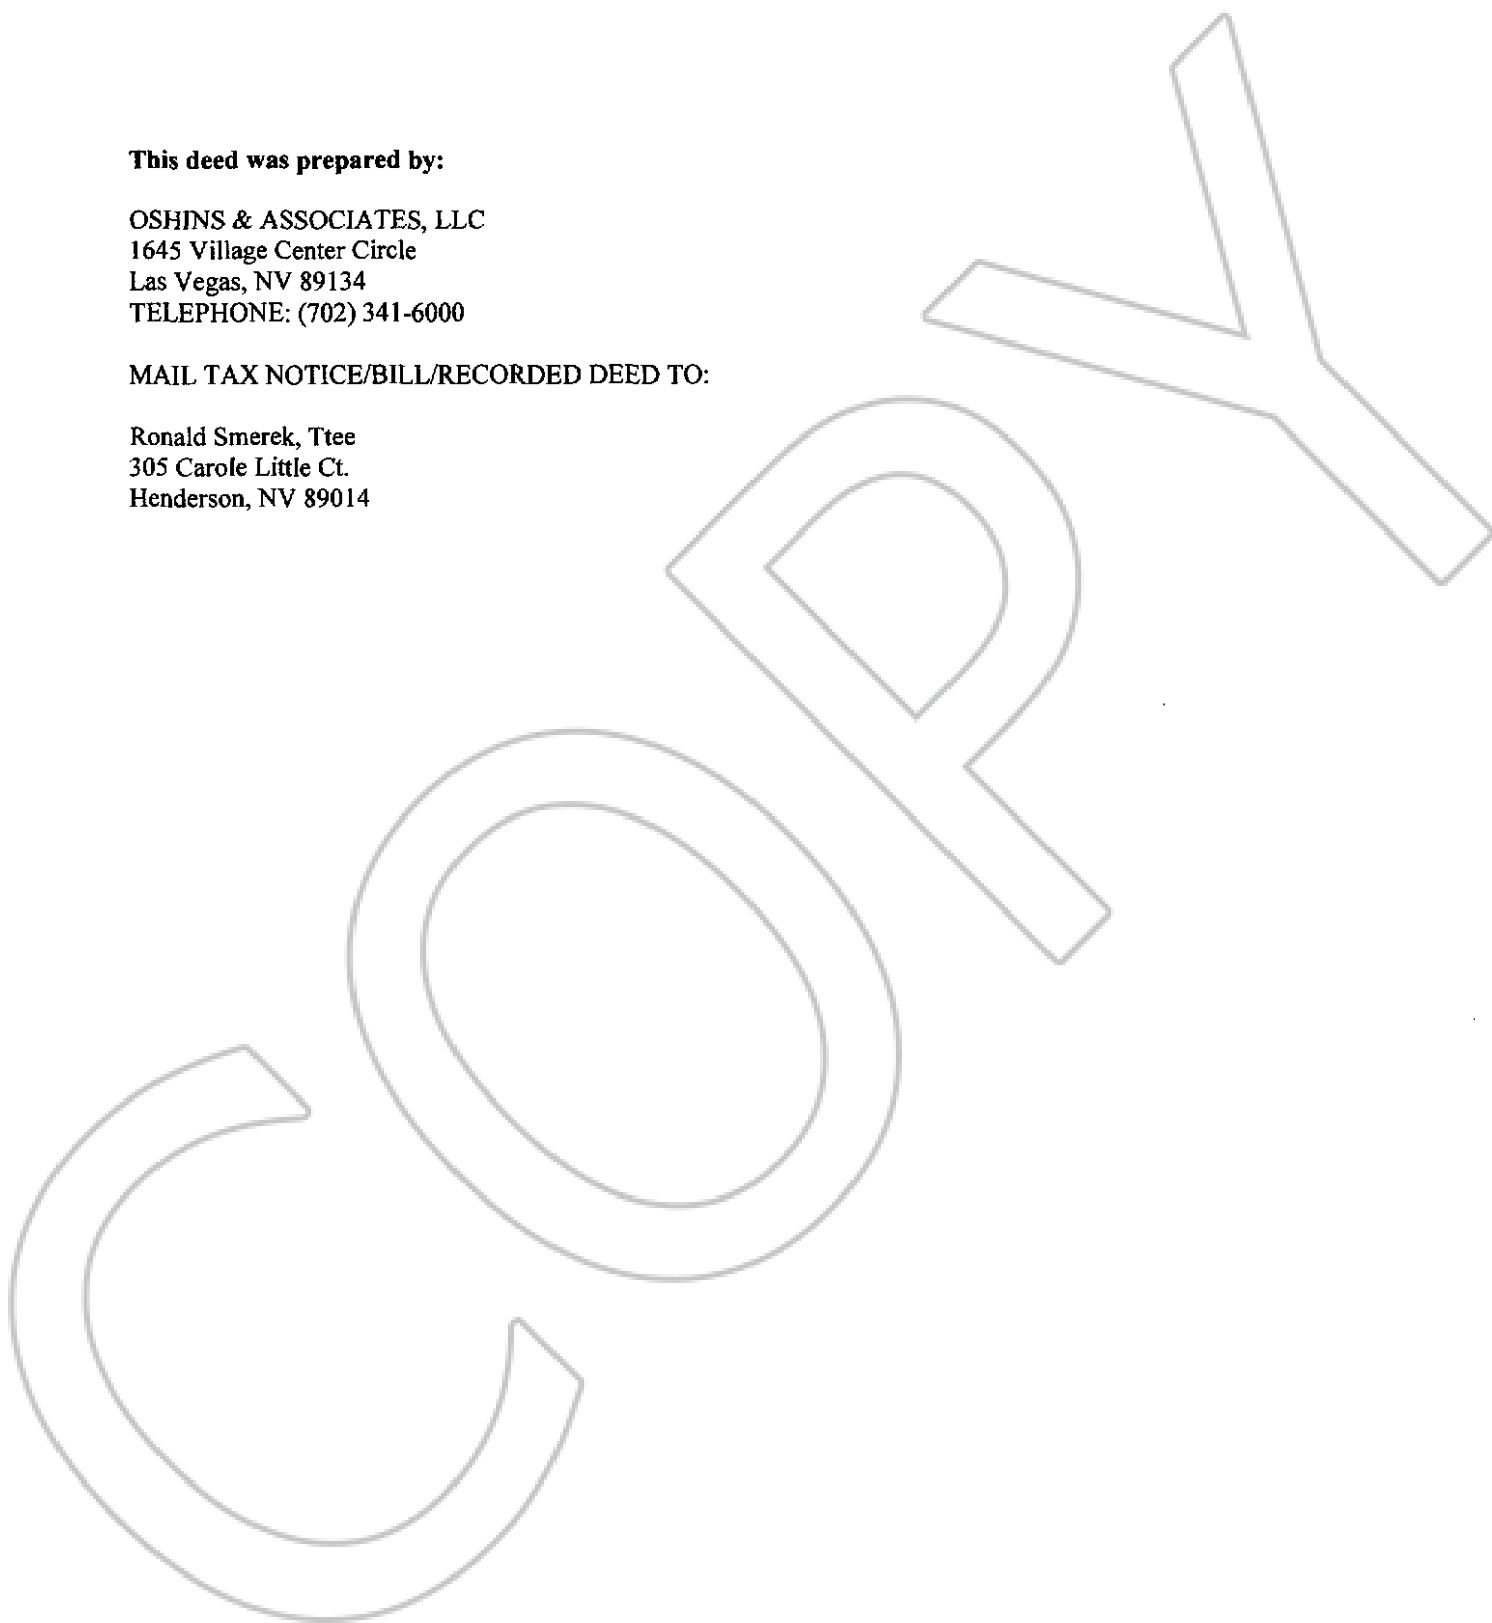 This deed was prepared by:
OSHINS & ASSOCIATES, LLC
1645 Village Center Circle
Las Vegas, NV 89134
TELEPHONE: (702) 341-6000
MAIL TAX NOTICE/BILL/RECORDED DEED TO:
Ronald Smerek, Ttee
305 Carole Little Ct.
Henderson, NV 89014
COPY